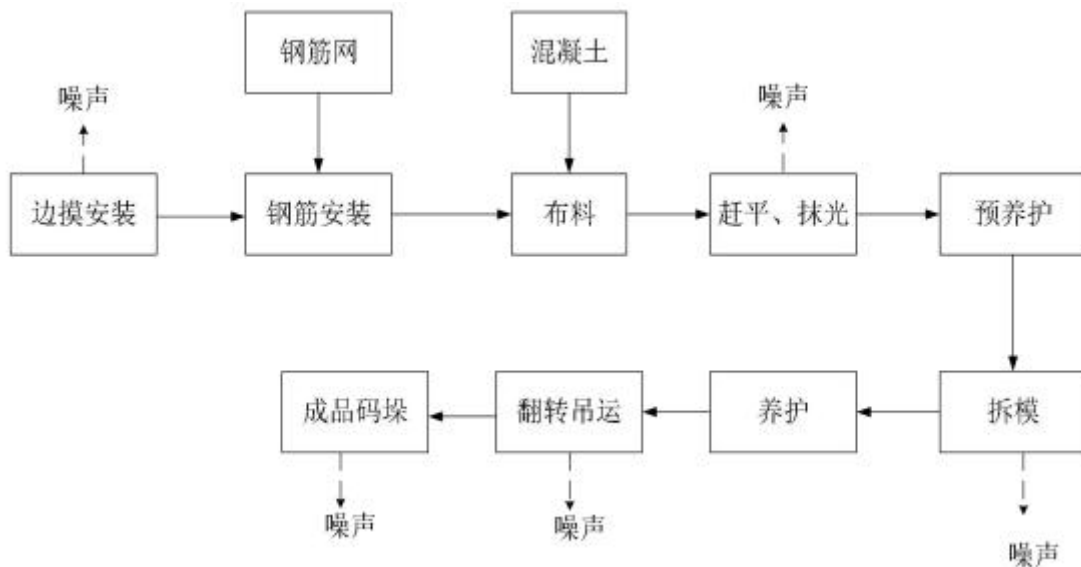 钢筋网
混凝土
噪声
噪声
边摸安装
钢筋安装
布料
赶平、抹光
预养护
成品码垛
翻转吊运
养护
拆模
噪声
噪声
噪声